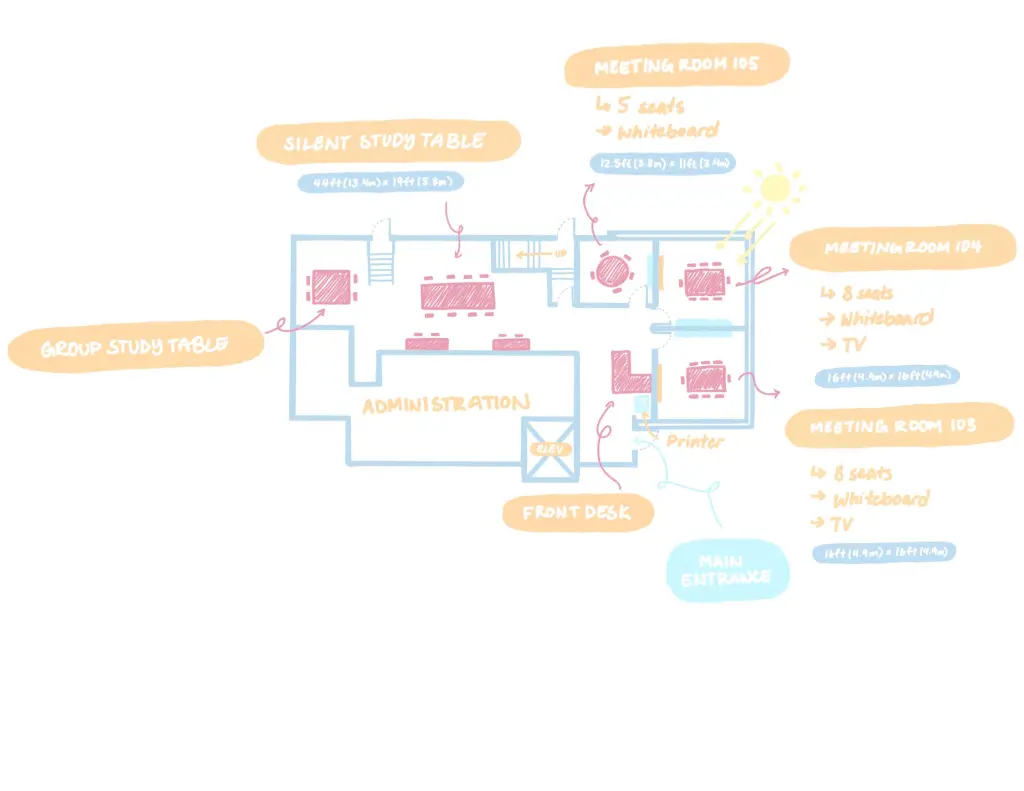 MEETING ROOM 105
↳ 5 seats
→ Whiteboard
12.5ft(3.8m) × 11ft(3.4m)
SILENT STUDY TABLE
44ft(13.4m) × 19ft(5.8m)
UP
MEETING ROOM 104
↳ 8 seats
→ Whiteboard
→ TV
16ft(4.9m) × 16ft(4.9m)
GROUP STUDY TABLE
ADMINISTRATION
ELEV
Printer
MEETING ROOM 103
↳ 8 seats
→ Whiteboard
→ TV
16ft(4.9m) × 16ft(4.9m)
FRONT DESK
MAIN
ENTRANCE